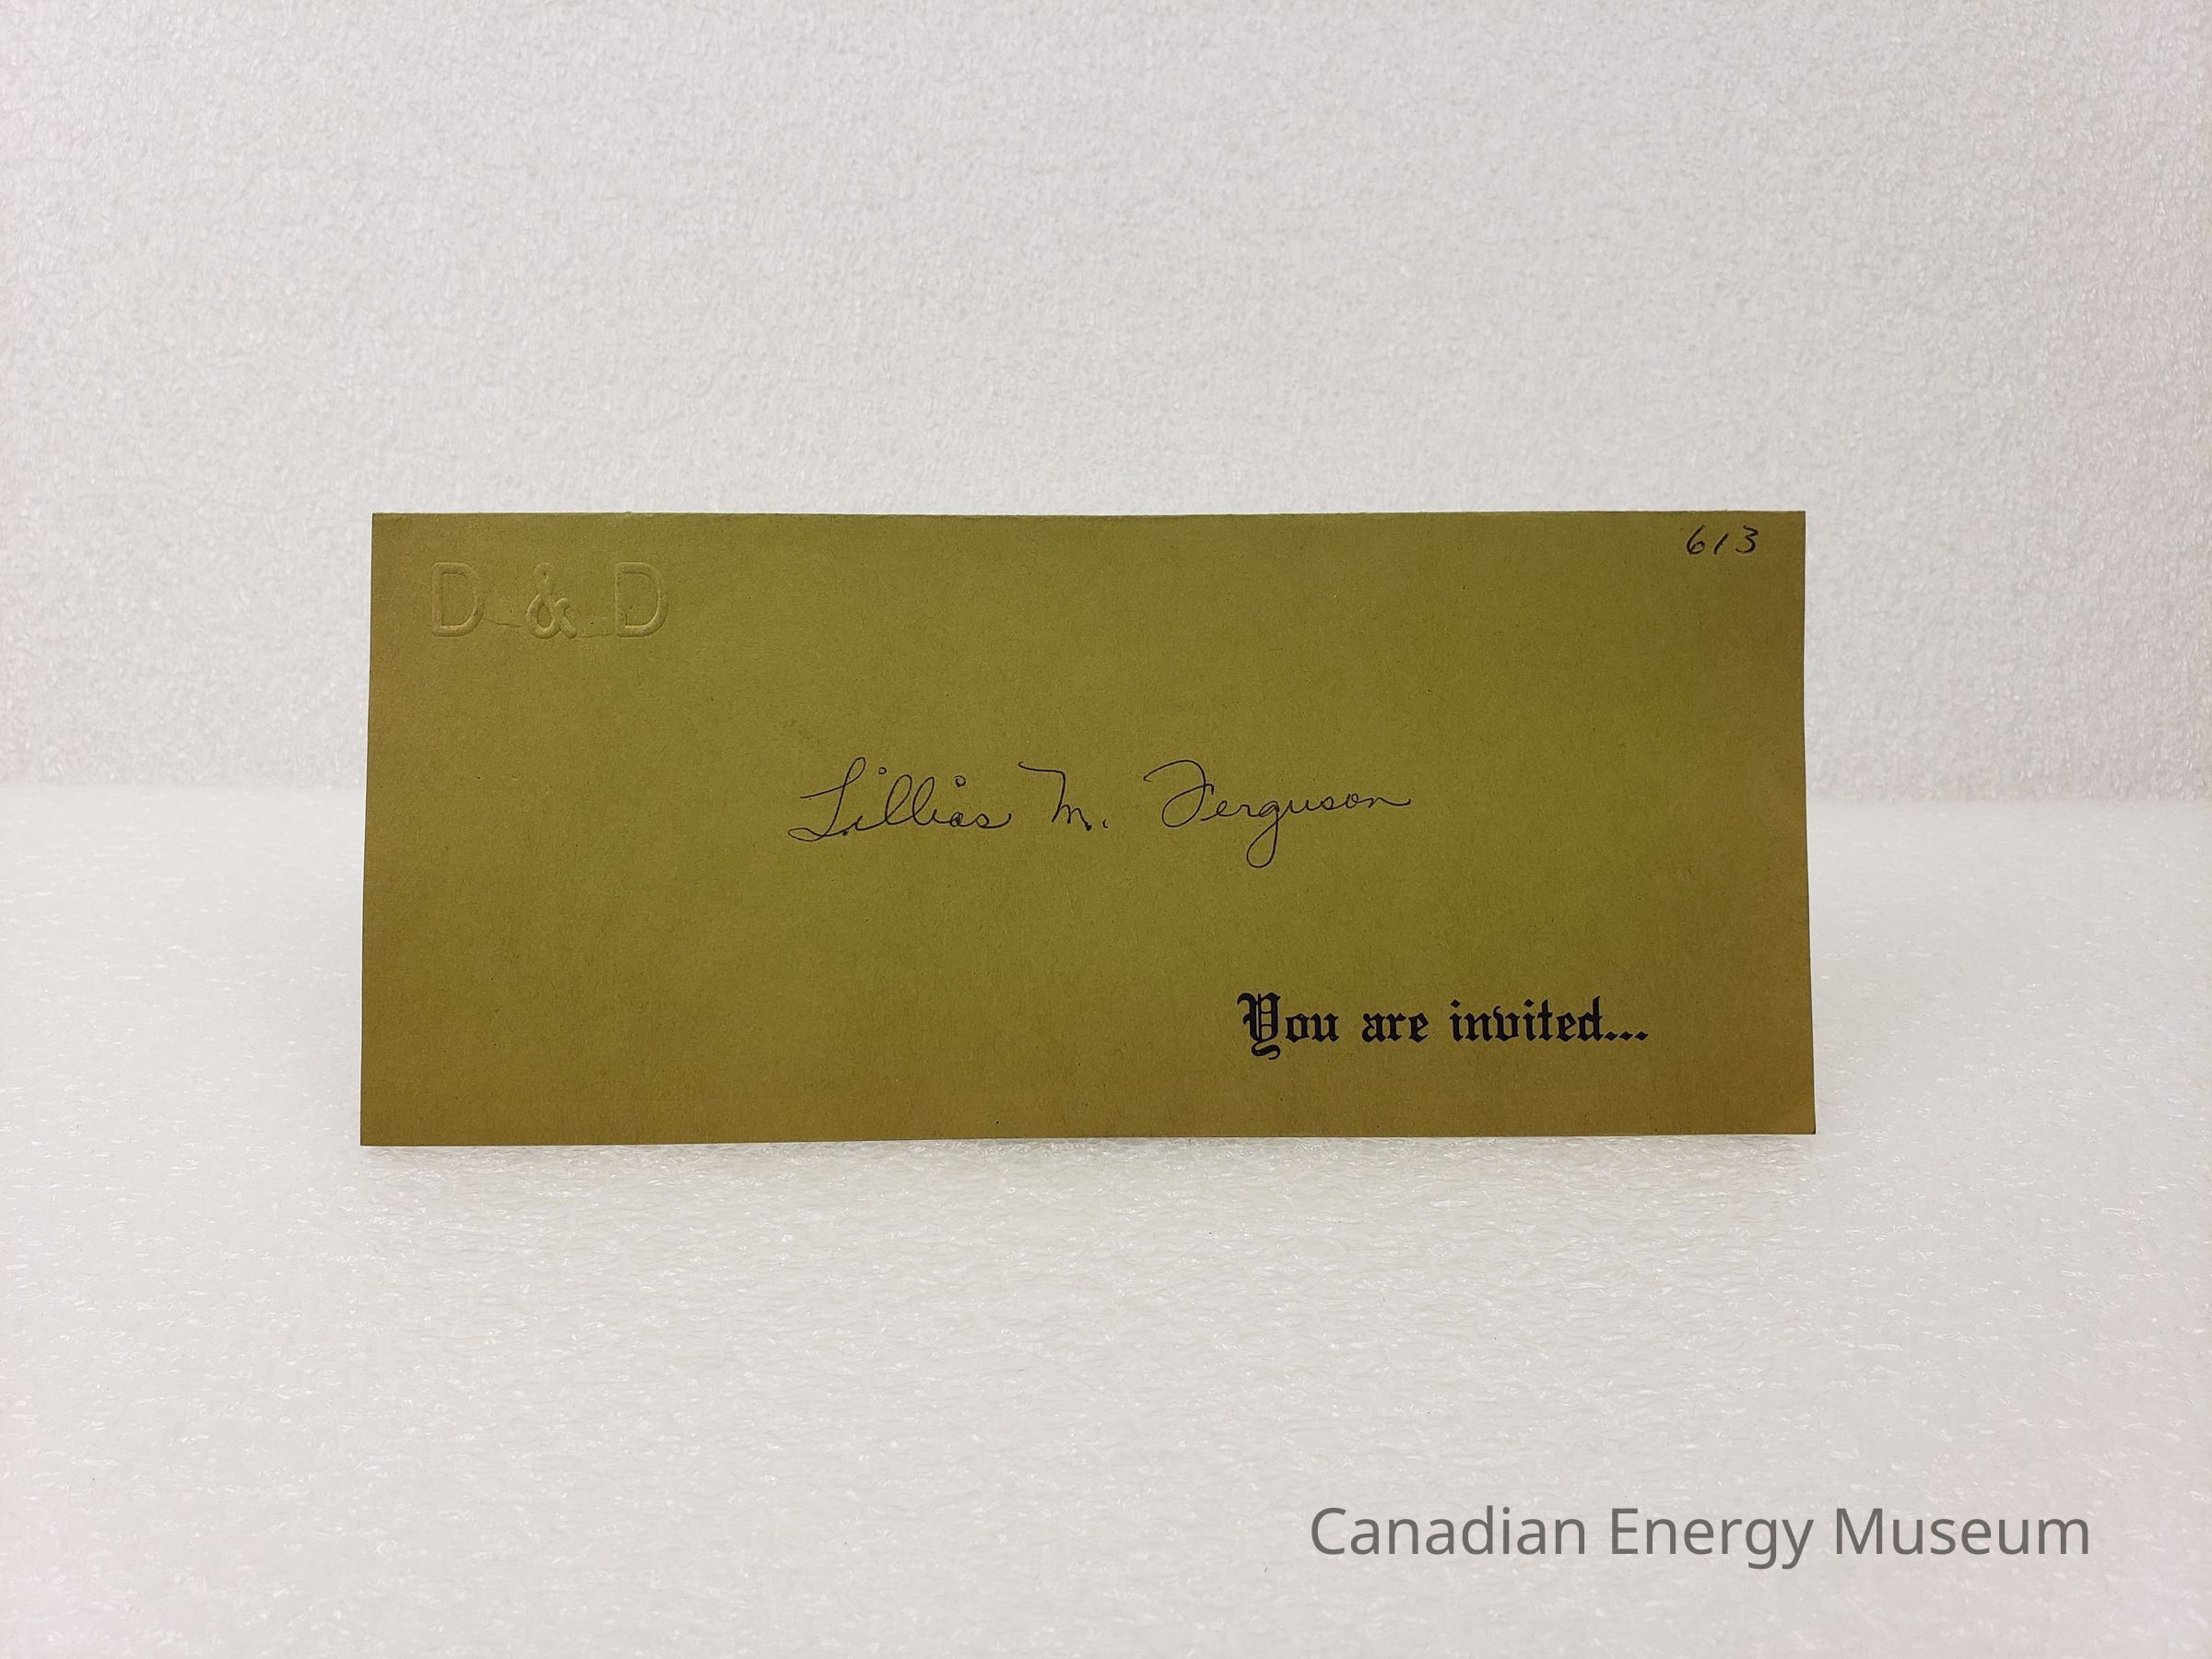 613
D & D
Lillias M. Ferguson
You are invited...
Canadian Energy Museum